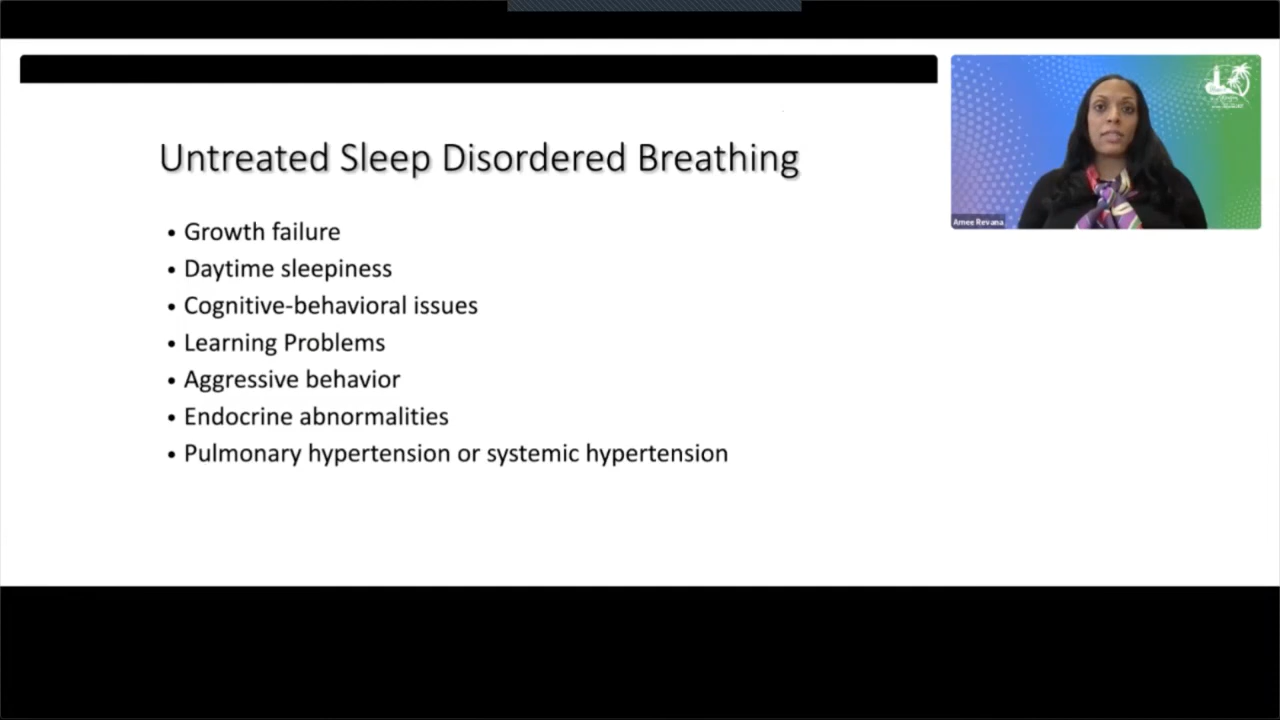 Untreated Sleep Disordered Breathing
• Growth failure
• Daytime sleepiness
• Cognitive-behavioral issues
• Learning Problems
• Aggressive behavior
• Endocrine abnormalities
• Pulmonary hypertension or systemic hypertension
Amee Revana